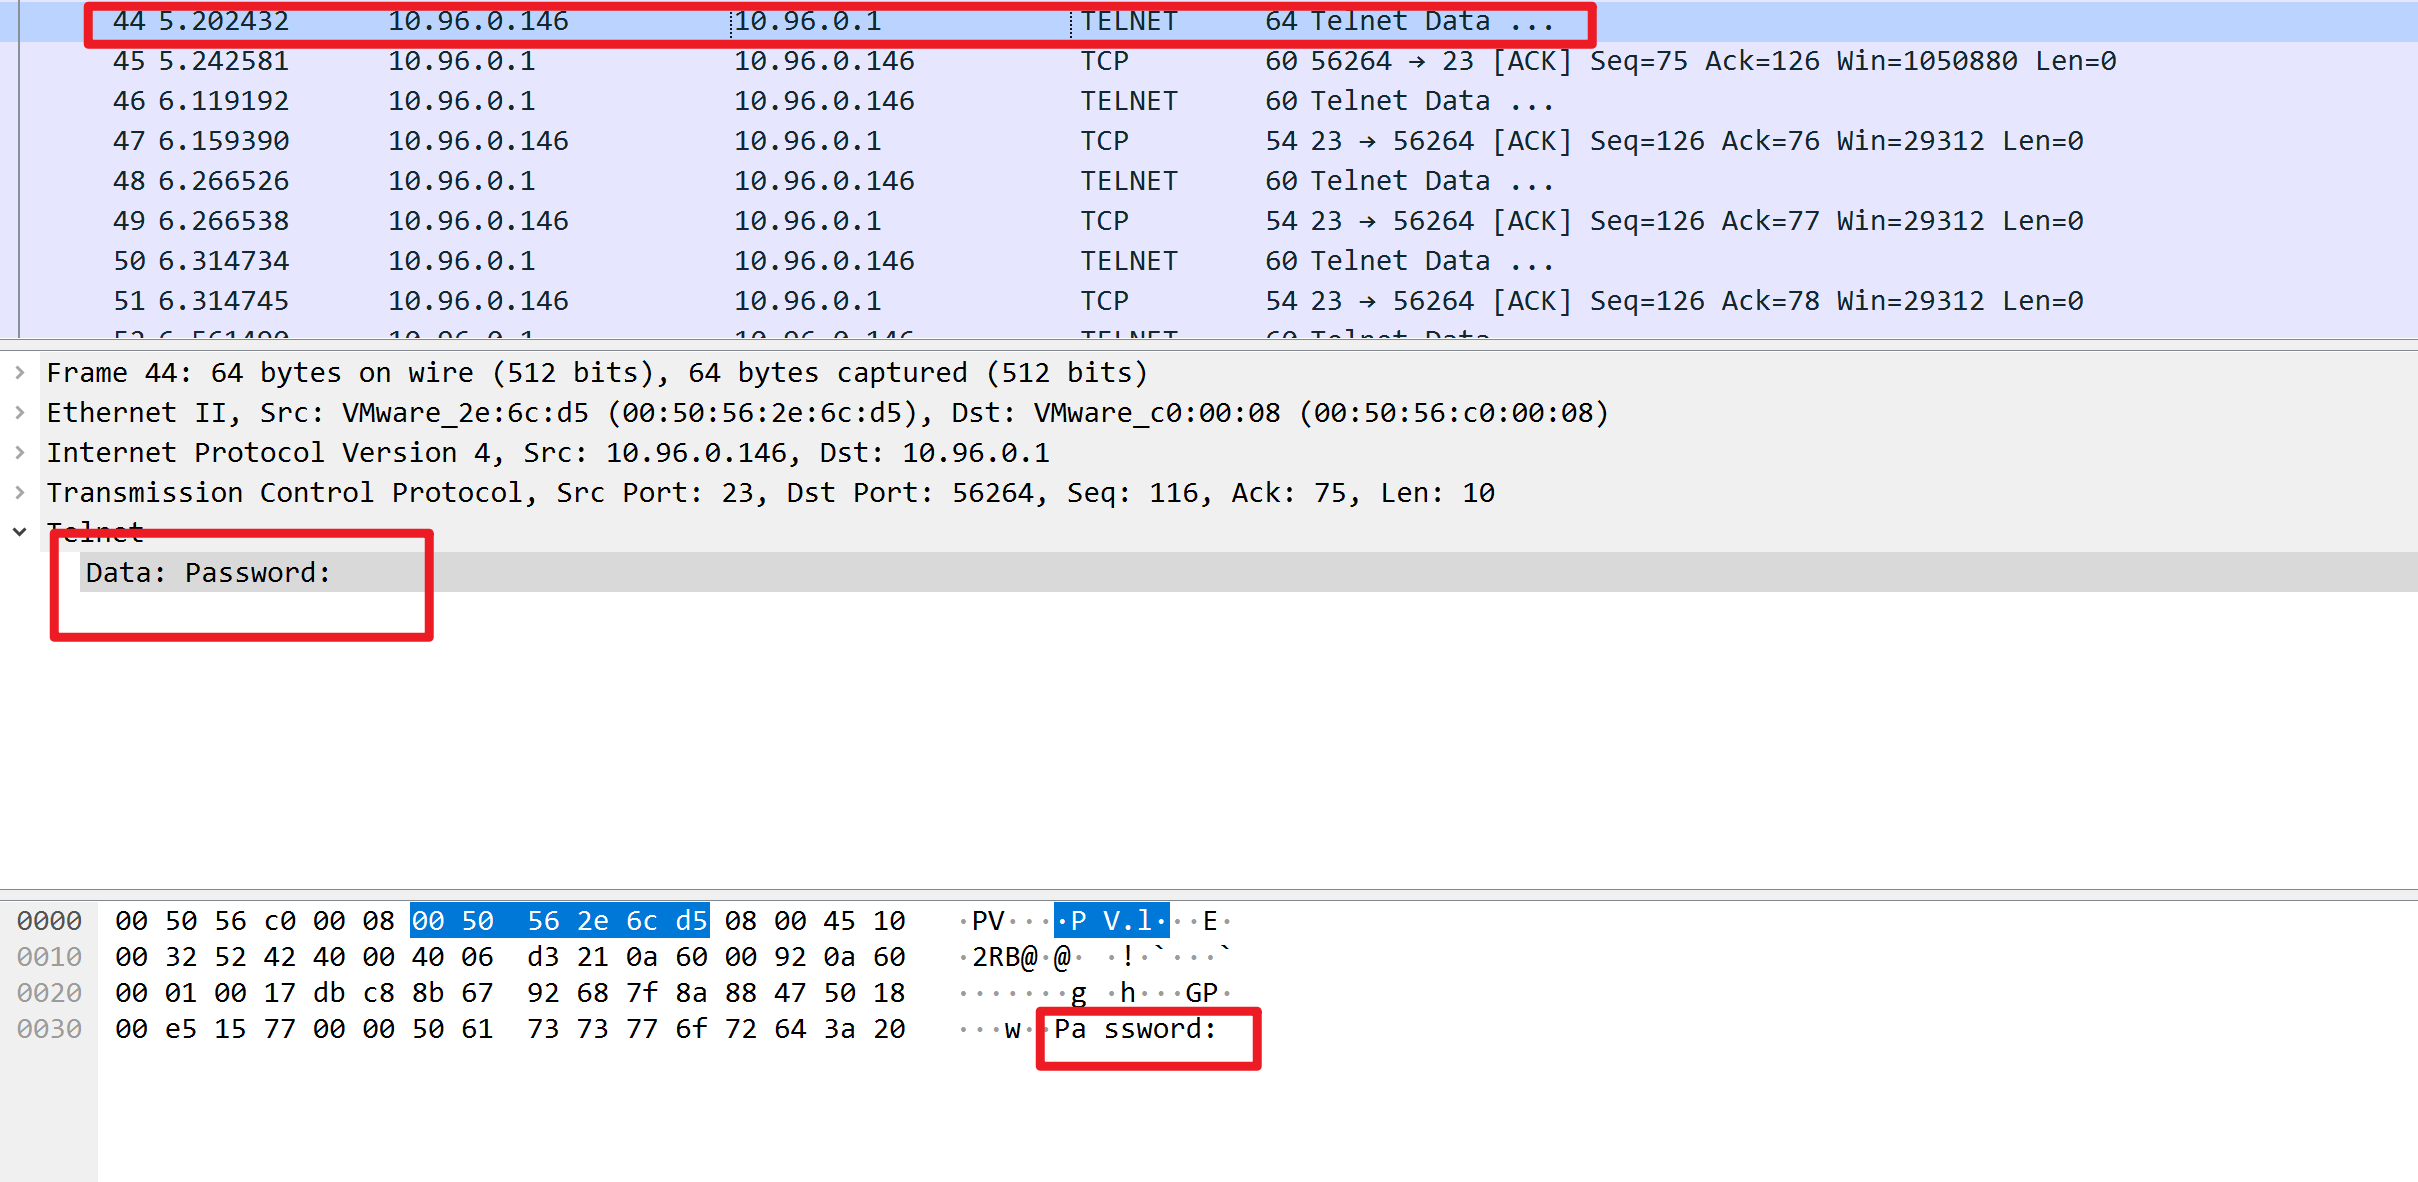 44 5.202432 10.96.0.146 10.96.0.1 TELNET 64 Telnet Data ...
45 5.242581 10.96.0.1 10.96.0.146 TCP 60 56264 → 23 [ACK] Seq=75 Ack=126 Win=1050880 Len=0
46 6.119192 10.96.0.1 10.96.0.146 TELNET 60 Telnet Data ...
47 6.159390 10.96.0.146 10.96.0.1 TCP 54 23 → 56264 [ACK] Seq=126 Ack=76 Win=29312 Len=0
48 6.266526 10.96.0.1 10.96.0.146 TELNET 60 Telnet Data ...
49 6.266538 10.96.0.146 10.96.0.1 TCP 54 23 → 56264 [ACK] Seq=126 Ack=77 Win=29312 Len=0
50 6.314734 10.96.0.1 10.96.0.146 TELNET 60 Telnet Data ...
51 6.314745 10.96.0.146 10.96.0.1 TCP 54 23 → 56264 [ACK] Seq=126 Ack=78 Win=29312 Len=0
Frame 44: 64 bytes on wire (512 bits), 64 bytes captured (512 bits)
Ethernet II, Src: VMware_2e:6c:d5 (00:50:56:2e:6c:d5), Dst: VMware_c0:00:08 (00:50:56:c0:00:08)
Internet Protocol Version 4, Src: 10.96.0.146, Dst: 10.96.0.1
Transmission Control Protocol, Src Port: 23, Dst Port: 56264, Seq: 116, Ack: 75, Len: 10
Telnet
Data: Password:
0000 00 50 56 c0 00 08 00 50 56 2e 6c d5 08 00 45 10 ·PV····P V.l···E·
0010 00 32 52 42 40 00 40 06 d3 21 0a 60 00 92 0a 60 ·2RB@·@· ·!·`···`
0020 00 01 00 17 db c8 8b 67 92 68 7f 8a 88 47 50 18 ·······g ·h···GP·
0030 00 e5 15 77 00 00 50 61 73 73 77 6f 72 64 3a 20 ···w··Pa ssword: